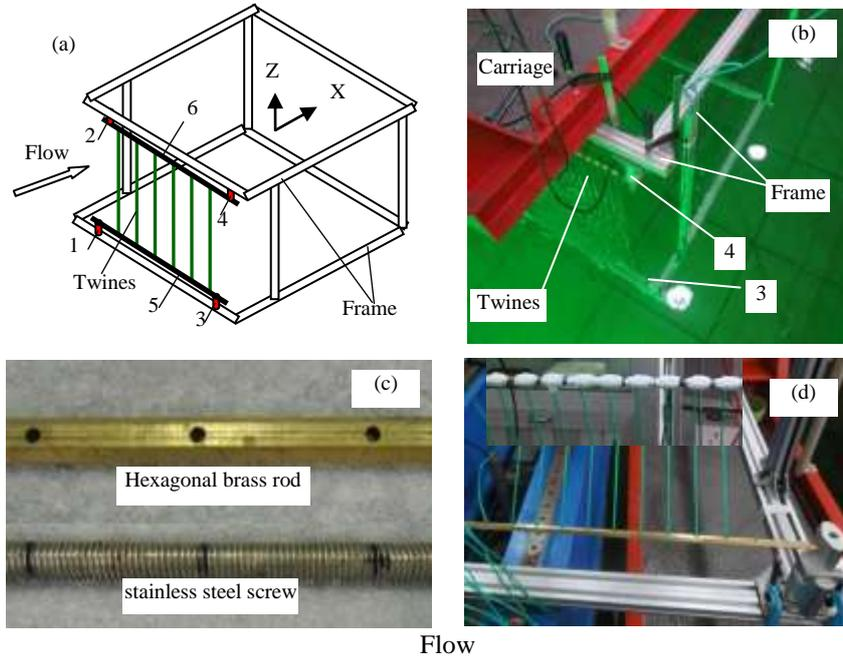 (a)
Z
X
6
2
Flow
4
1
Twines
5
3
Frame
(b)
Carriage
Frame
4
3
Twines
(c)
Hexagonal brass rod
stainless steel screw
(d)
Flow